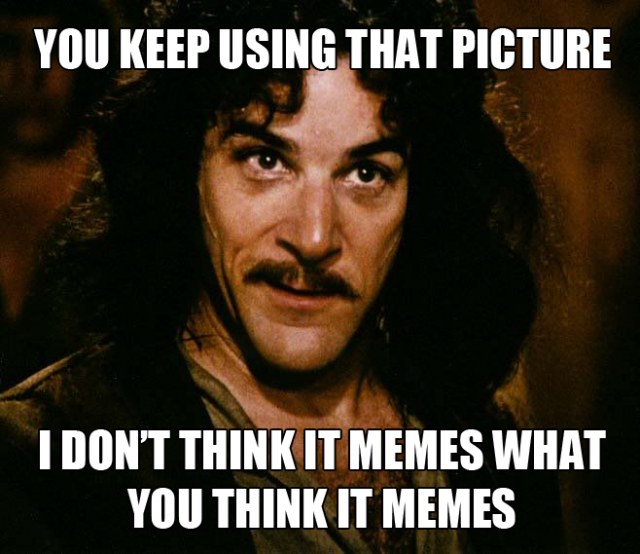 YOU KEEP USING THAT PICTURE
I DON'T THINK IT MEMES WHAT
YOU THINK IT MEMES